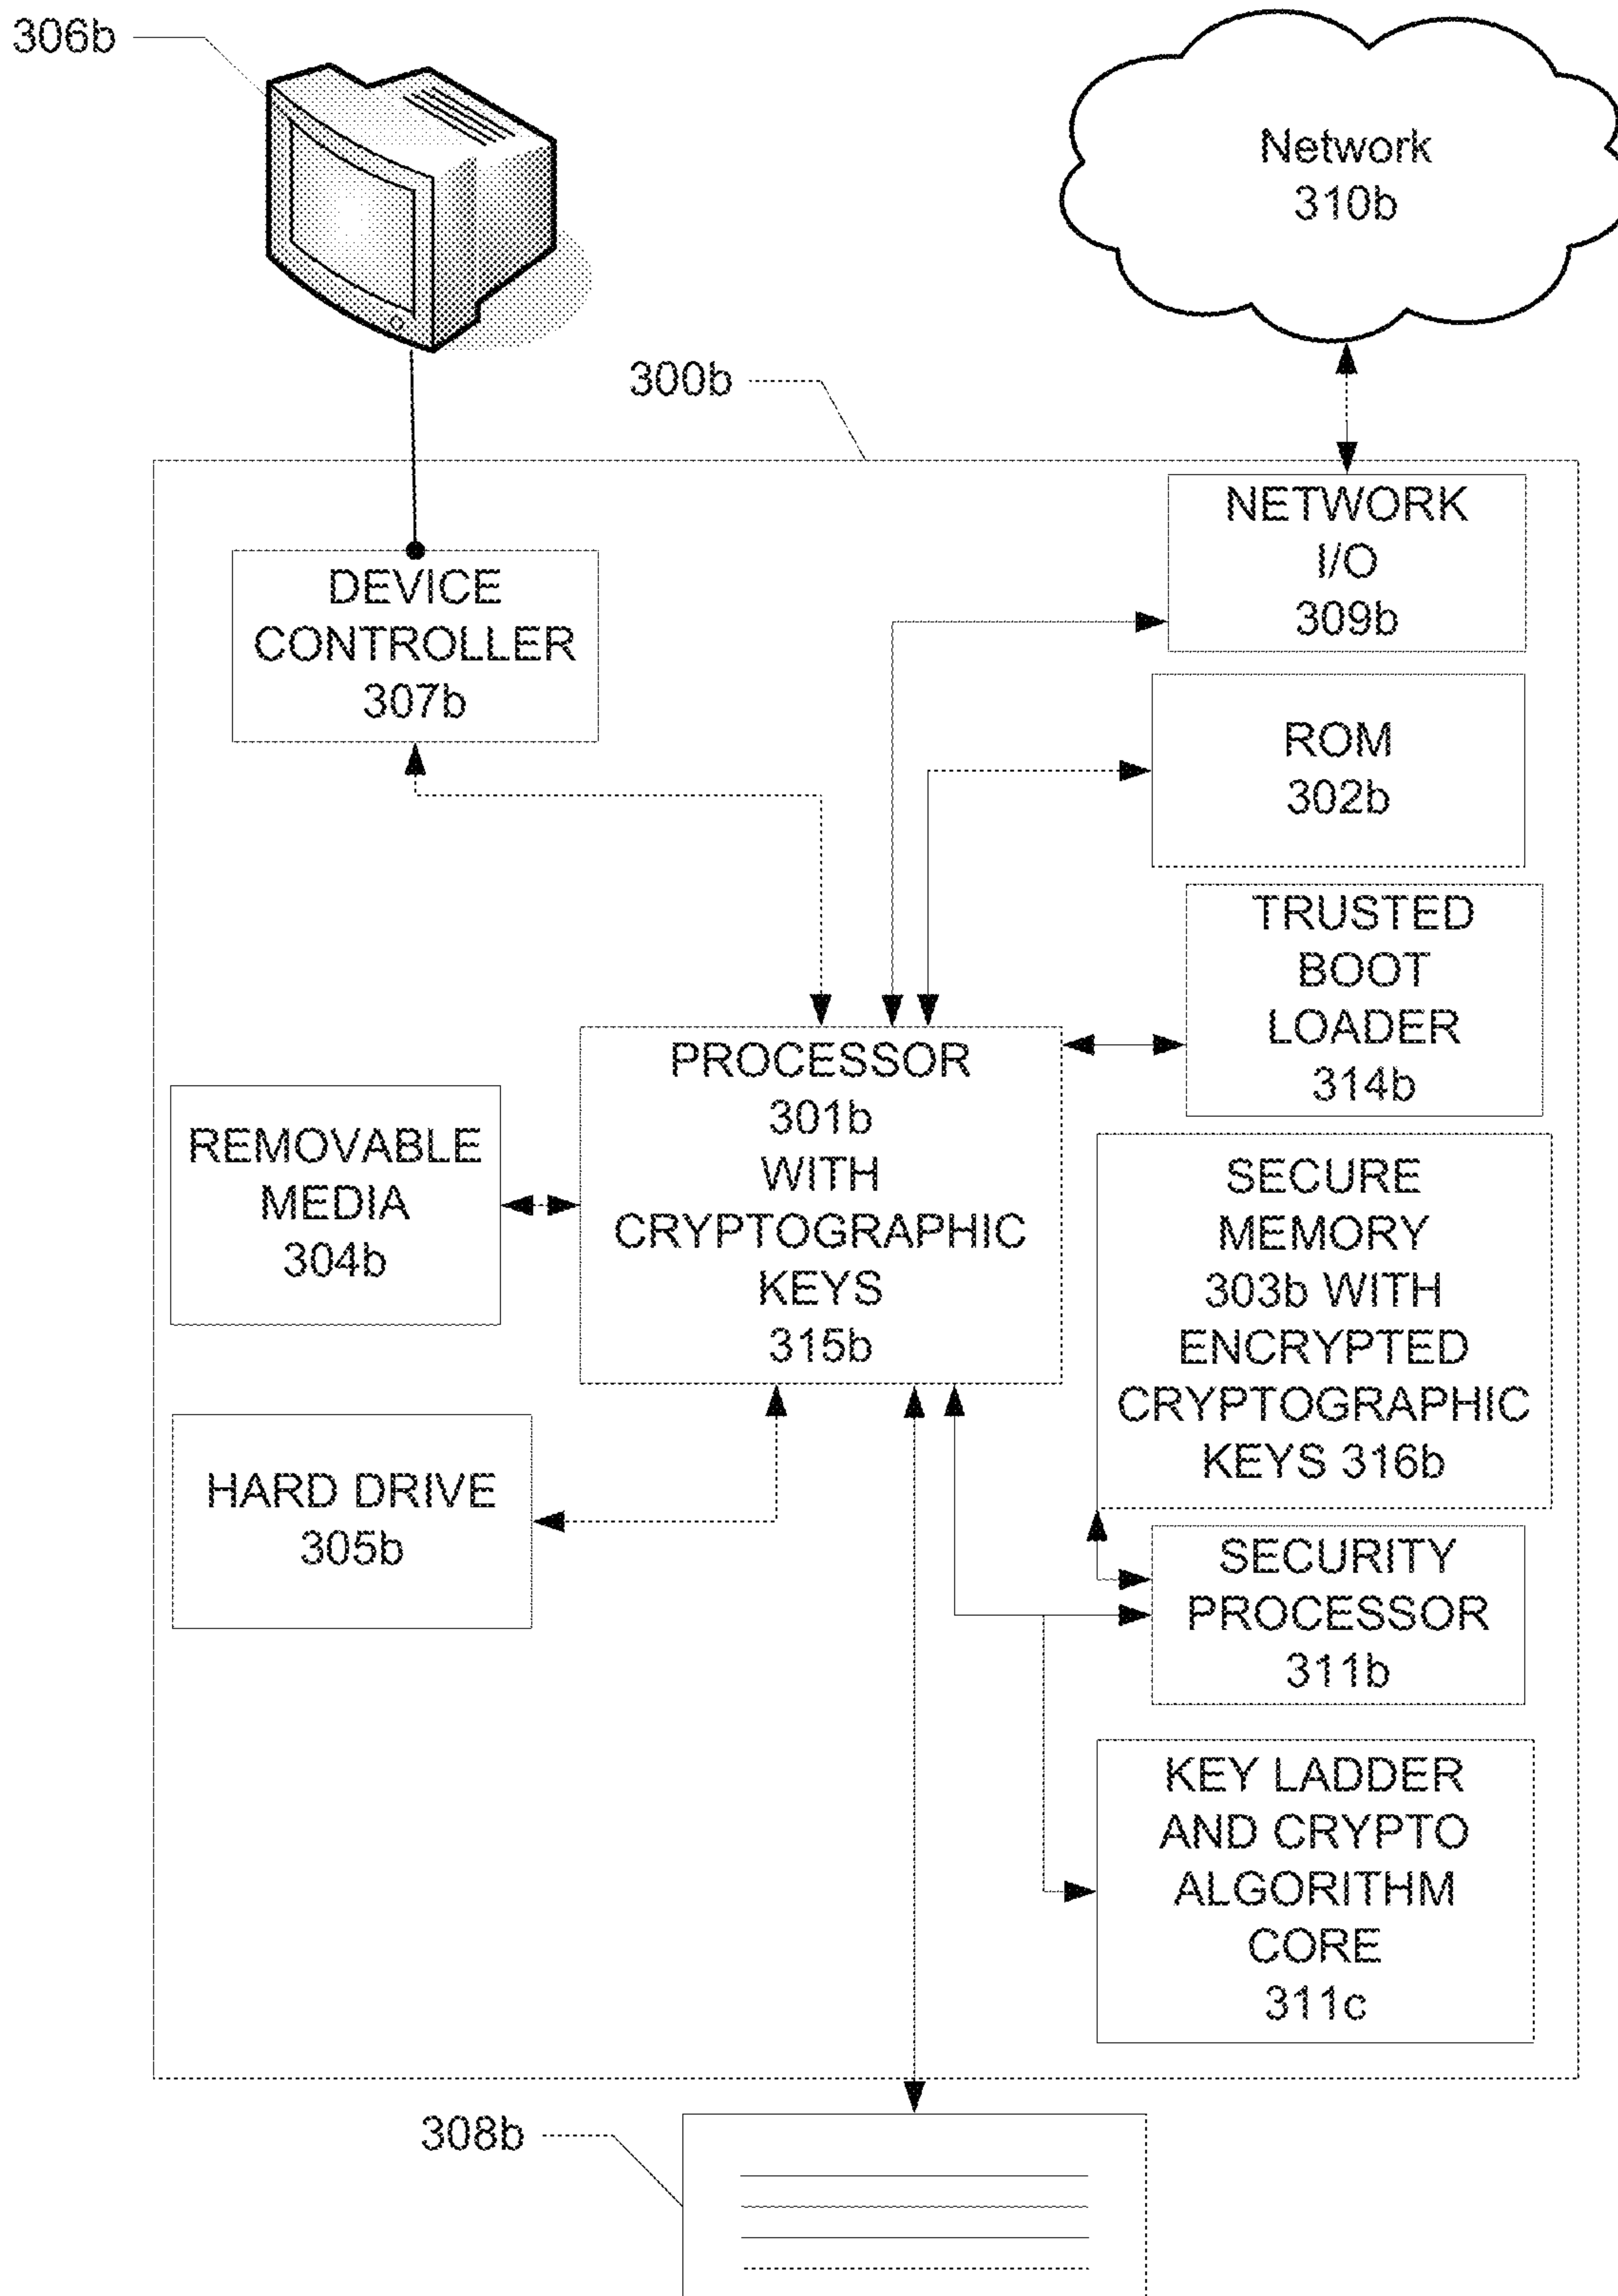 306b
Network
310b
300b
NETWORK
I/O
309b
DEVICE
CONTROLLER
307b
ROM
302b
TRUSTED
BOOT
LOADER
314b
PROCESSOR
301b
WITH
CRYPTOGRAPHIC
KEYS
315b
REMOVABLE
MEDIA
304b
SECURE
MEMORY
303b WITH
ENCRYPTED
CRYPTOGRAPHIC
KEYS 316b
HARD DRIVE
305b
SECURITY
PROCESSOR
311b
KEY LADDER
AND CRYPTO
ALGORITHM
CORE
311c
308b